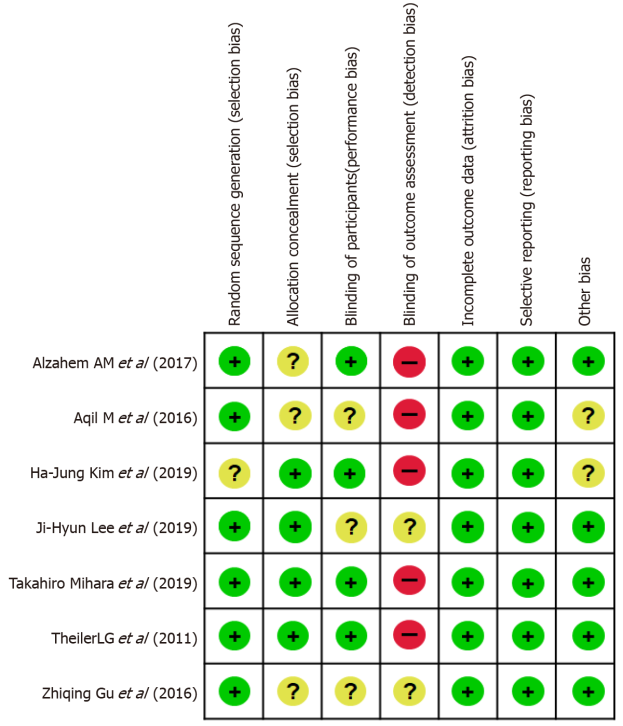 Random sequence generation (selection bias)
Allocation concealment (selection bias)
Blinding of participants(performance bias)
Blinding of outcome assessment (detection bias)
Incomplete outcome data (attrition bias)
Selective reporting (reporting bias)
Other bias
Alzahem AM et al (2017) + ? + − + + +
Aqil M et al (2016) + ? ? − + + ?
Ha-Jung Kim et al (2019) ? + + − + + ?
Ji-Hyun Lee et al (2019) + + ? ? + + +
Takahiro Mihara et al (2019) + + + − + + +
TheilerLG et al (2011) + + + − + + +
Zhiqing Gu et al (2016) + ? ? ? + + +